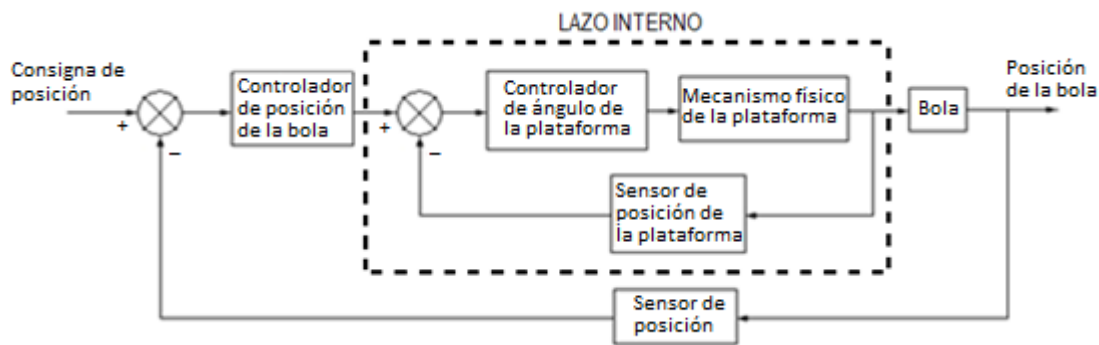 LAZO INTERNO
Consigna de
posición
+
−
Controlador
de posición
de la bola
+
−
Controlador
de ángulo de
la plataforma
Mecanismo físico
de la plataforma
Bola
Posición
de la bola
Sensor de
posición de
la plataforma
Sensor de
posición